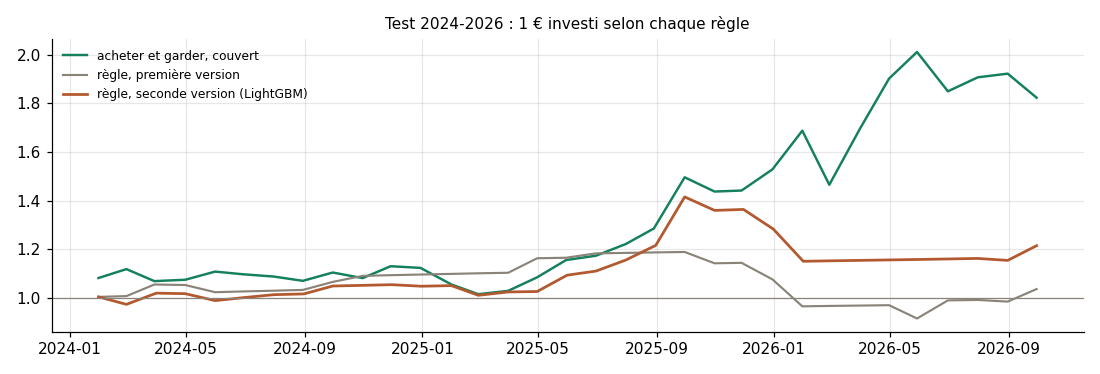 Test 2024-2026 : 1 € investi selon chaque règle
acheter et garder, couvert
règle, première version
règle, seconde version (LightGBM)
2.0
1.8
1.6
1.4
1.2
1.0
2024-01 2024-05 2024-09 2025-01 2025-05 2025-09 2026-01 2026-05 2026-09